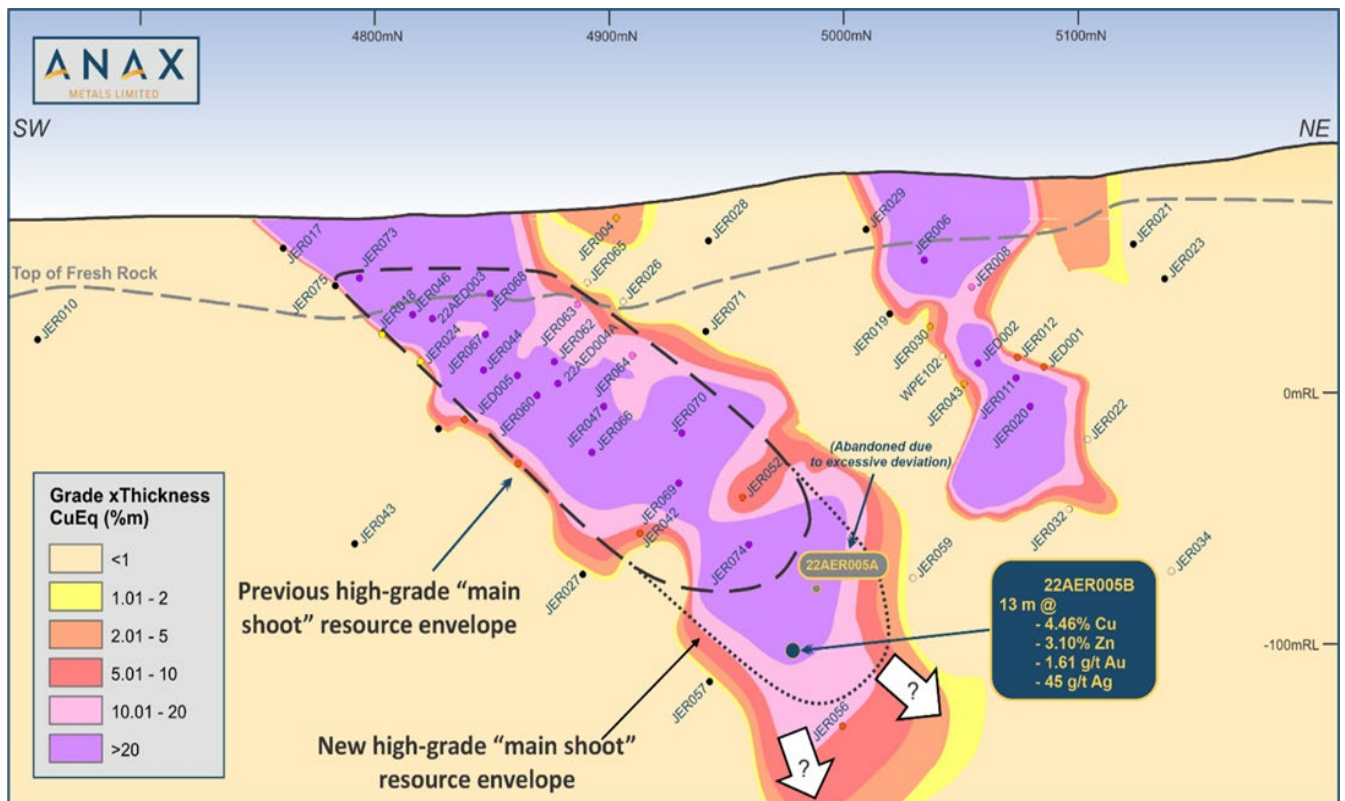 4800mN
4900mN
5000mN
5100mN
ANAX
METALS LIMITED
SW
NE
JER017
JER073
JER004
JER065
JER028
JER029
JER006
JER008
JER021
JER023
Top of Fresh Rock
JER010
JER075
JER018
JER046
22AED003
JER068
JER026
JER063
JER071
JER019
JER030
WPE102
JER043
JED002
JER012
JED001
JER024
JER067
JER044
JER062
22AED004A
JER064
JED005
JER060
JER047
JER066
JER070
JER011
JER020
JER022
0mRL
(Abandoned due
to excessive deviation)
JER052
JER069
JER042
JER074
22AER005A
JER059
JER032
JER034
JER043
JER027
Grade xThickness
CuEq (%m)
<1
1.01 - 2
2.01 - 5
5.01 - 10
10.01 - 20
>20
Previous high-grade “main
shoot” resource envelope
22AER005B
13 m @
- 4.46% Cu
- 3.10% Zn
- 1.61 g/t Au
- 45 g/t Ag
-100mRL
JER057
JER056
?
?
New high-grade “main shoot”
resource envelope